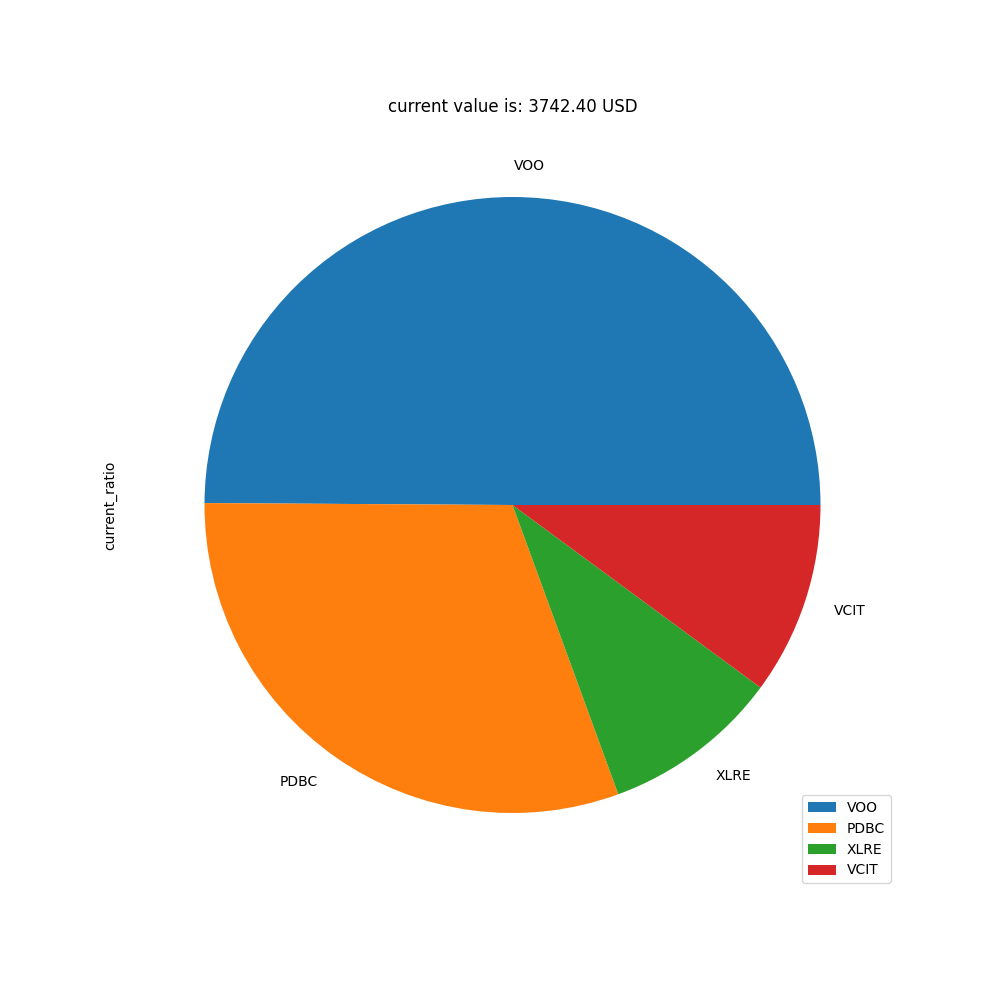 current value is: 3742.40 USD
VOO
current_ratio
VCIT
XLRE
PDBC
VOO
PDBC
XLRE
VCIT